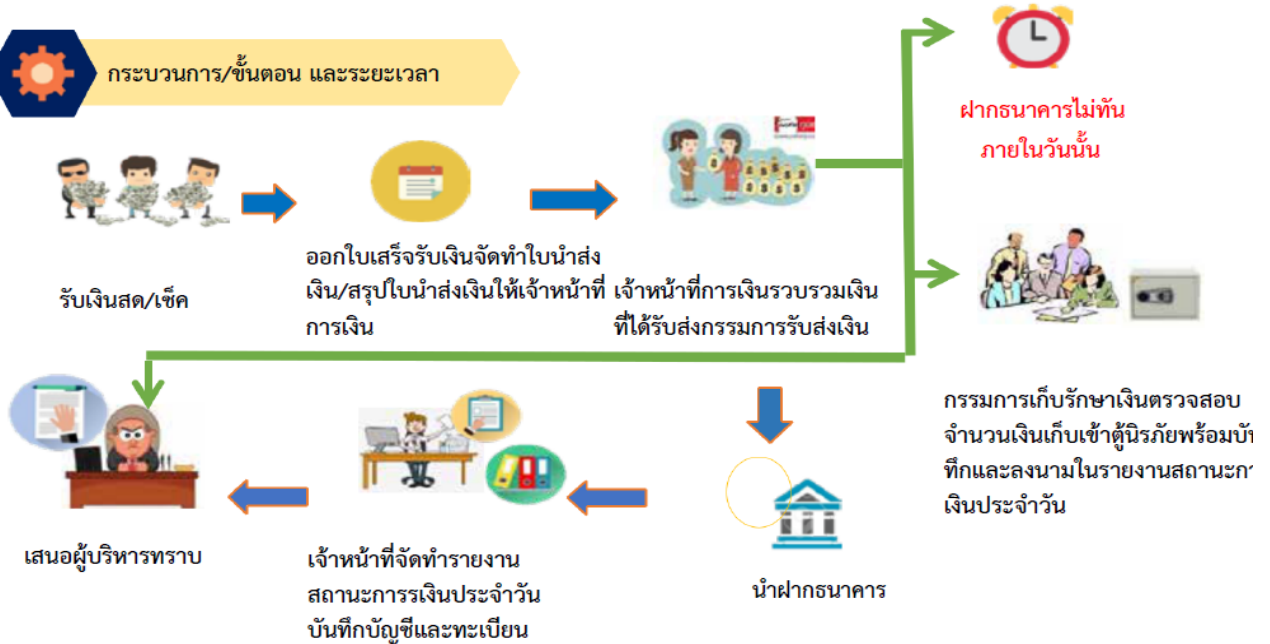 กระบวนการ/ขั้นตอน และระยะเวลา
ฝากธนาคารไม่ทัน
ภายในวันนั้น
รับเงินสด/เช็ค
ออกใบเสร็จรับเงินจัดทำใบนำส่ง
เงิน/สรุปใบนำส่งเงินให้เจ้าหน้าที่
การเงิน
เจ้าหน้าที่การเงินรวบรวมเงิน
ที่ได้รับส่งกรรมการรับส่งเงิน
กรรมการเก็บรักษาเงินตรวจสอบ
จำนวนเงินเก็บเข้าตู้นิรภัยพร้อม
ทึกและลงนามในรายงานสถานะ
เงินประจำวัน
นำฝากธนาคาร
เจ้าหน้าที่จัดทำรายงาน
สถานะการรเงินประจำวัน
บันทึกบัญชีและทะเบียน
เสนอผู้บริหารทราบ